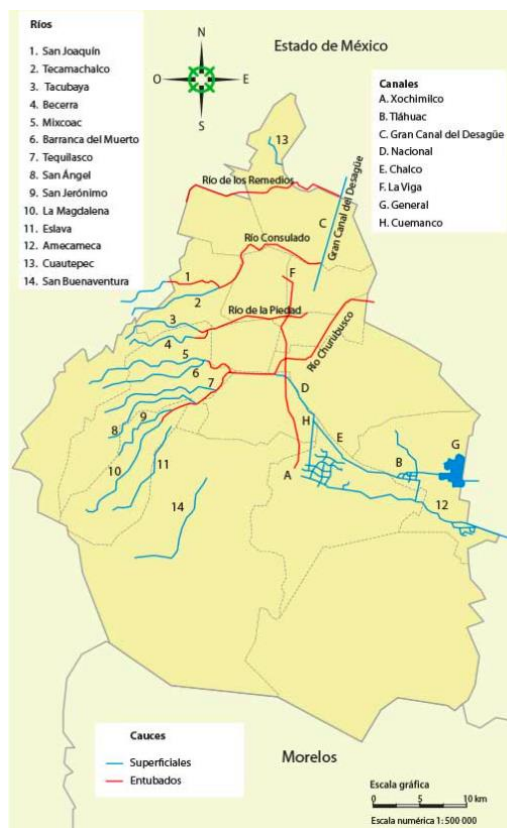 Ríos
1. San Joaquín
2. Tecamachalco
3. Tacubaya
4. Becerra
5. Mixcoac
6. Barranca del Muerto
7. Tequilasco
8. San Ángel
9. San Jerónimo
10. La Magdalena
11. Eslava
12. Amecameca
13. Cuautepec
14. San Buenaventura
N
O
E
S
Estado de México
Canales
A. Xochimilco
B. Tláhuac
C. Gran Canal del Desagüe
D. Nacional
E. Chalco
F. La Viga
G. General
H. Cuemanco
13
Río de los Remedios
Gran Canal del Desagüe
C
Río Consulado
F
1
2
Río de la Piedad
3
4
Río Churubusco
5
6
7
D
H
E
8
9
B
G
A
10
11
12
14
Cauces
Superficiales
Entubados
Morelos
Escala gráfica
0 5 10 km
Escala numérica 1: 500 000